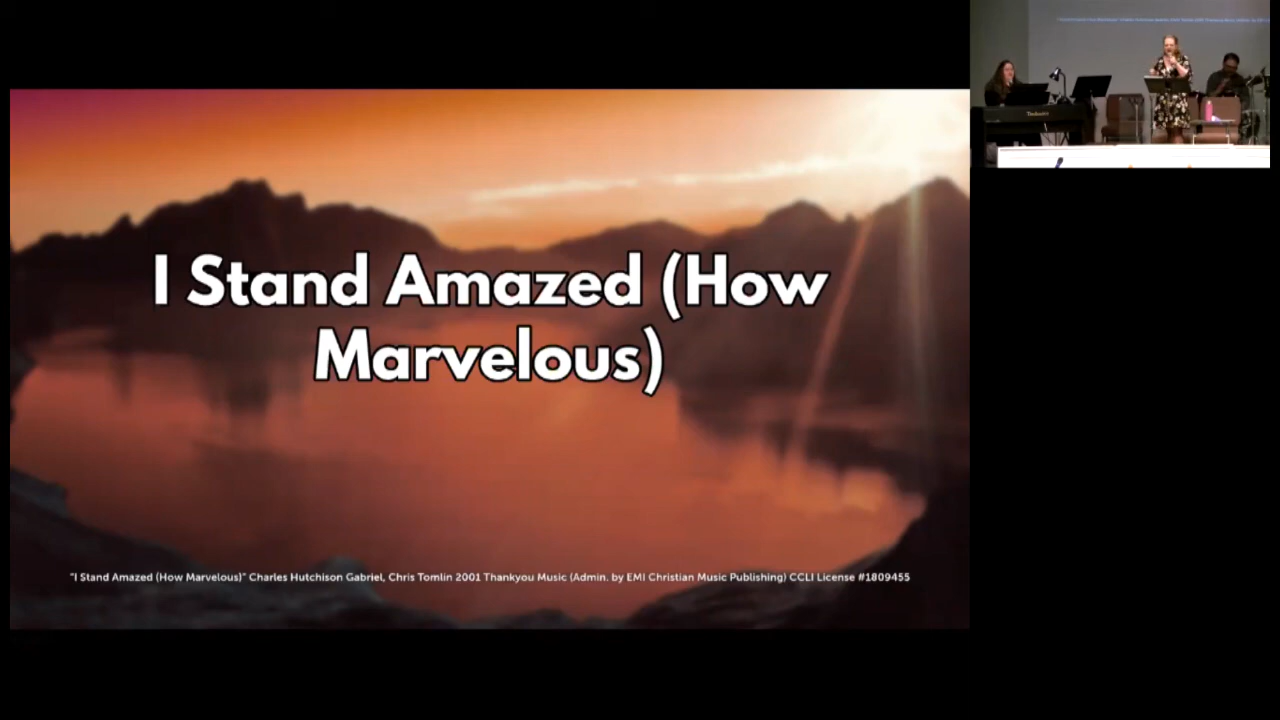 I Stand Amazed (How
Marvelous)
"I Stand Amazed (How Marvelous)" Charles Hutchison Gabriel, Chris Tomlin 2001 Thankyou Music (Admin. by EMI Christian Music Publishing) CCLI License #1809455
Technics